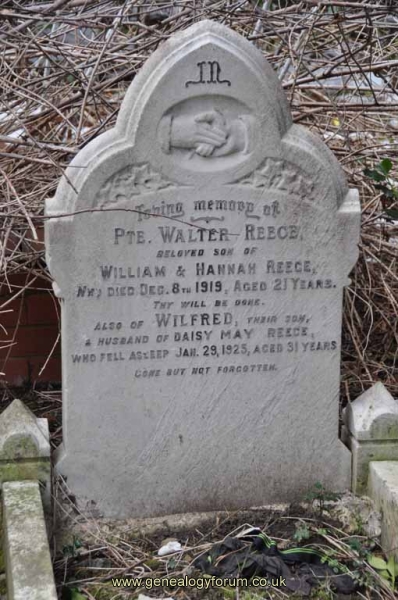 In
loving memory of
PTE. WALTER REECE,
BELOVED SON OF
WILLIAM & HANNAH REECE,
DIED DEC. 8TH 1919, AGED 21 YEARS.
THY WILL BE DONE.
ALSO OF WILFRED, THEIR SON,
& HUSBAND OF DAISY MAY REECE,
WHO FELL ASLEEP JAN. 29, 1925, AGED 31 YEARS
GONE BUT NOT FORGOTTEN.
www.genealogyforum.co.uk